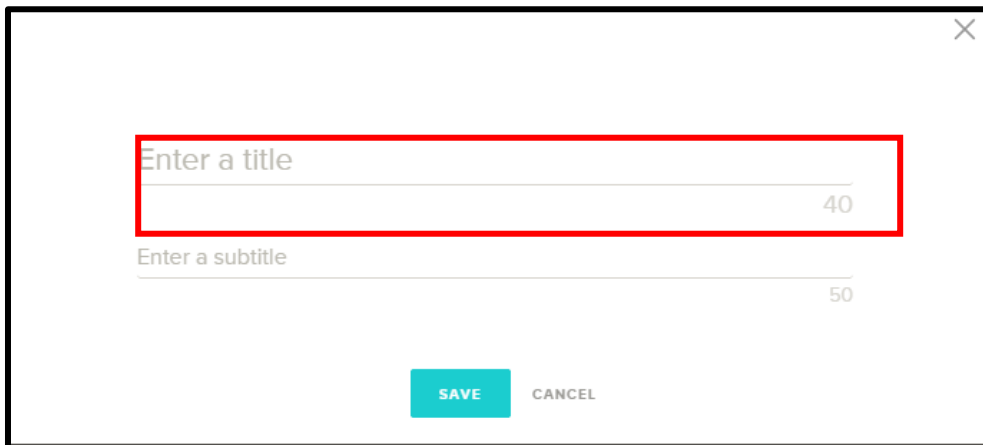 Enter a title
40
Enter a subtitle
50
SAVE CANCEL